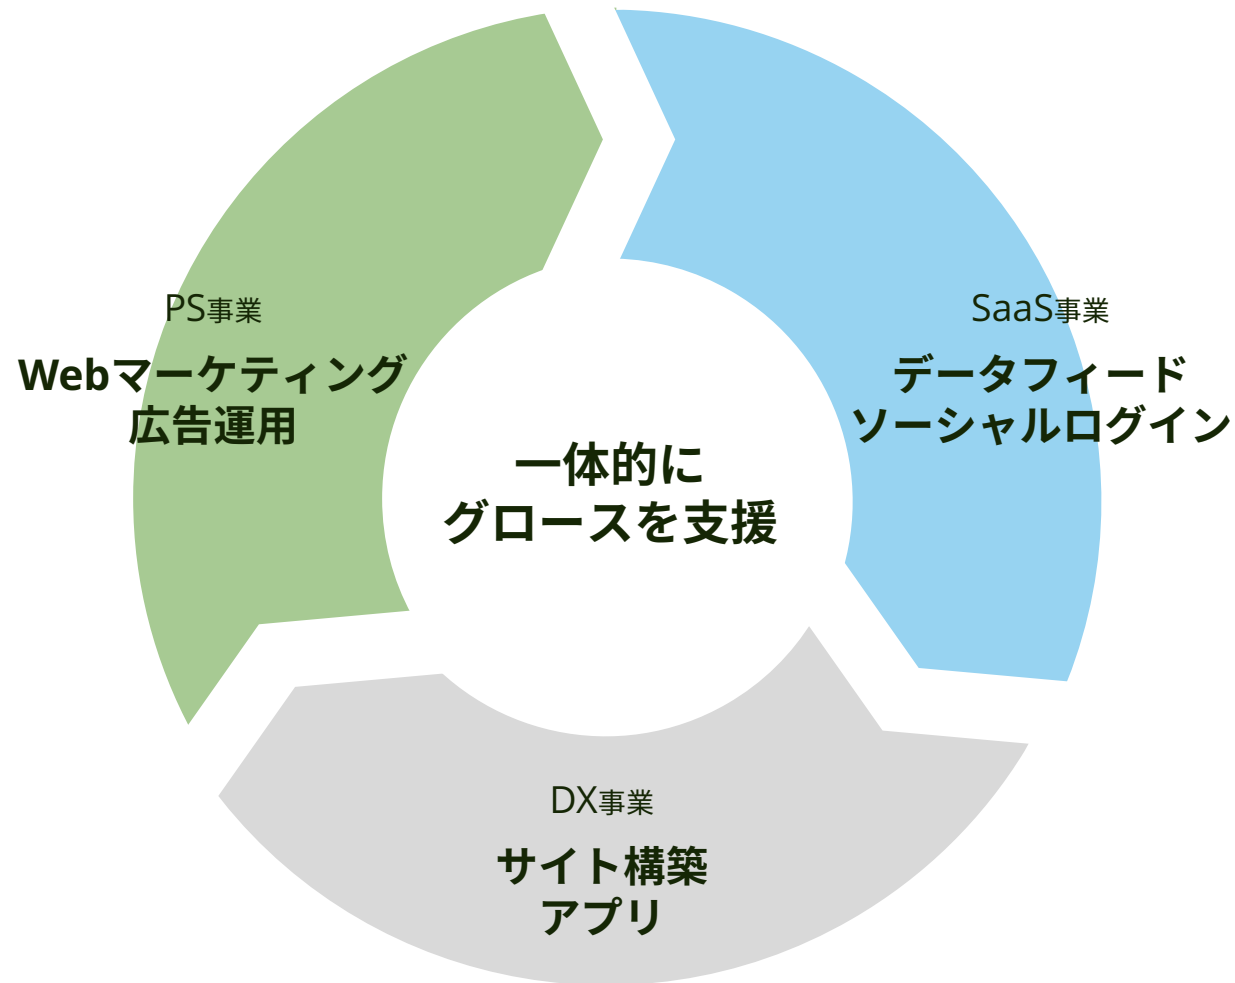 PS事業
Webマーケティング
広告運用
SaaS事業
データフィード
ソーシャルログイン
一体的に
グロースを支援
DX事業
サイト構築
アプリ